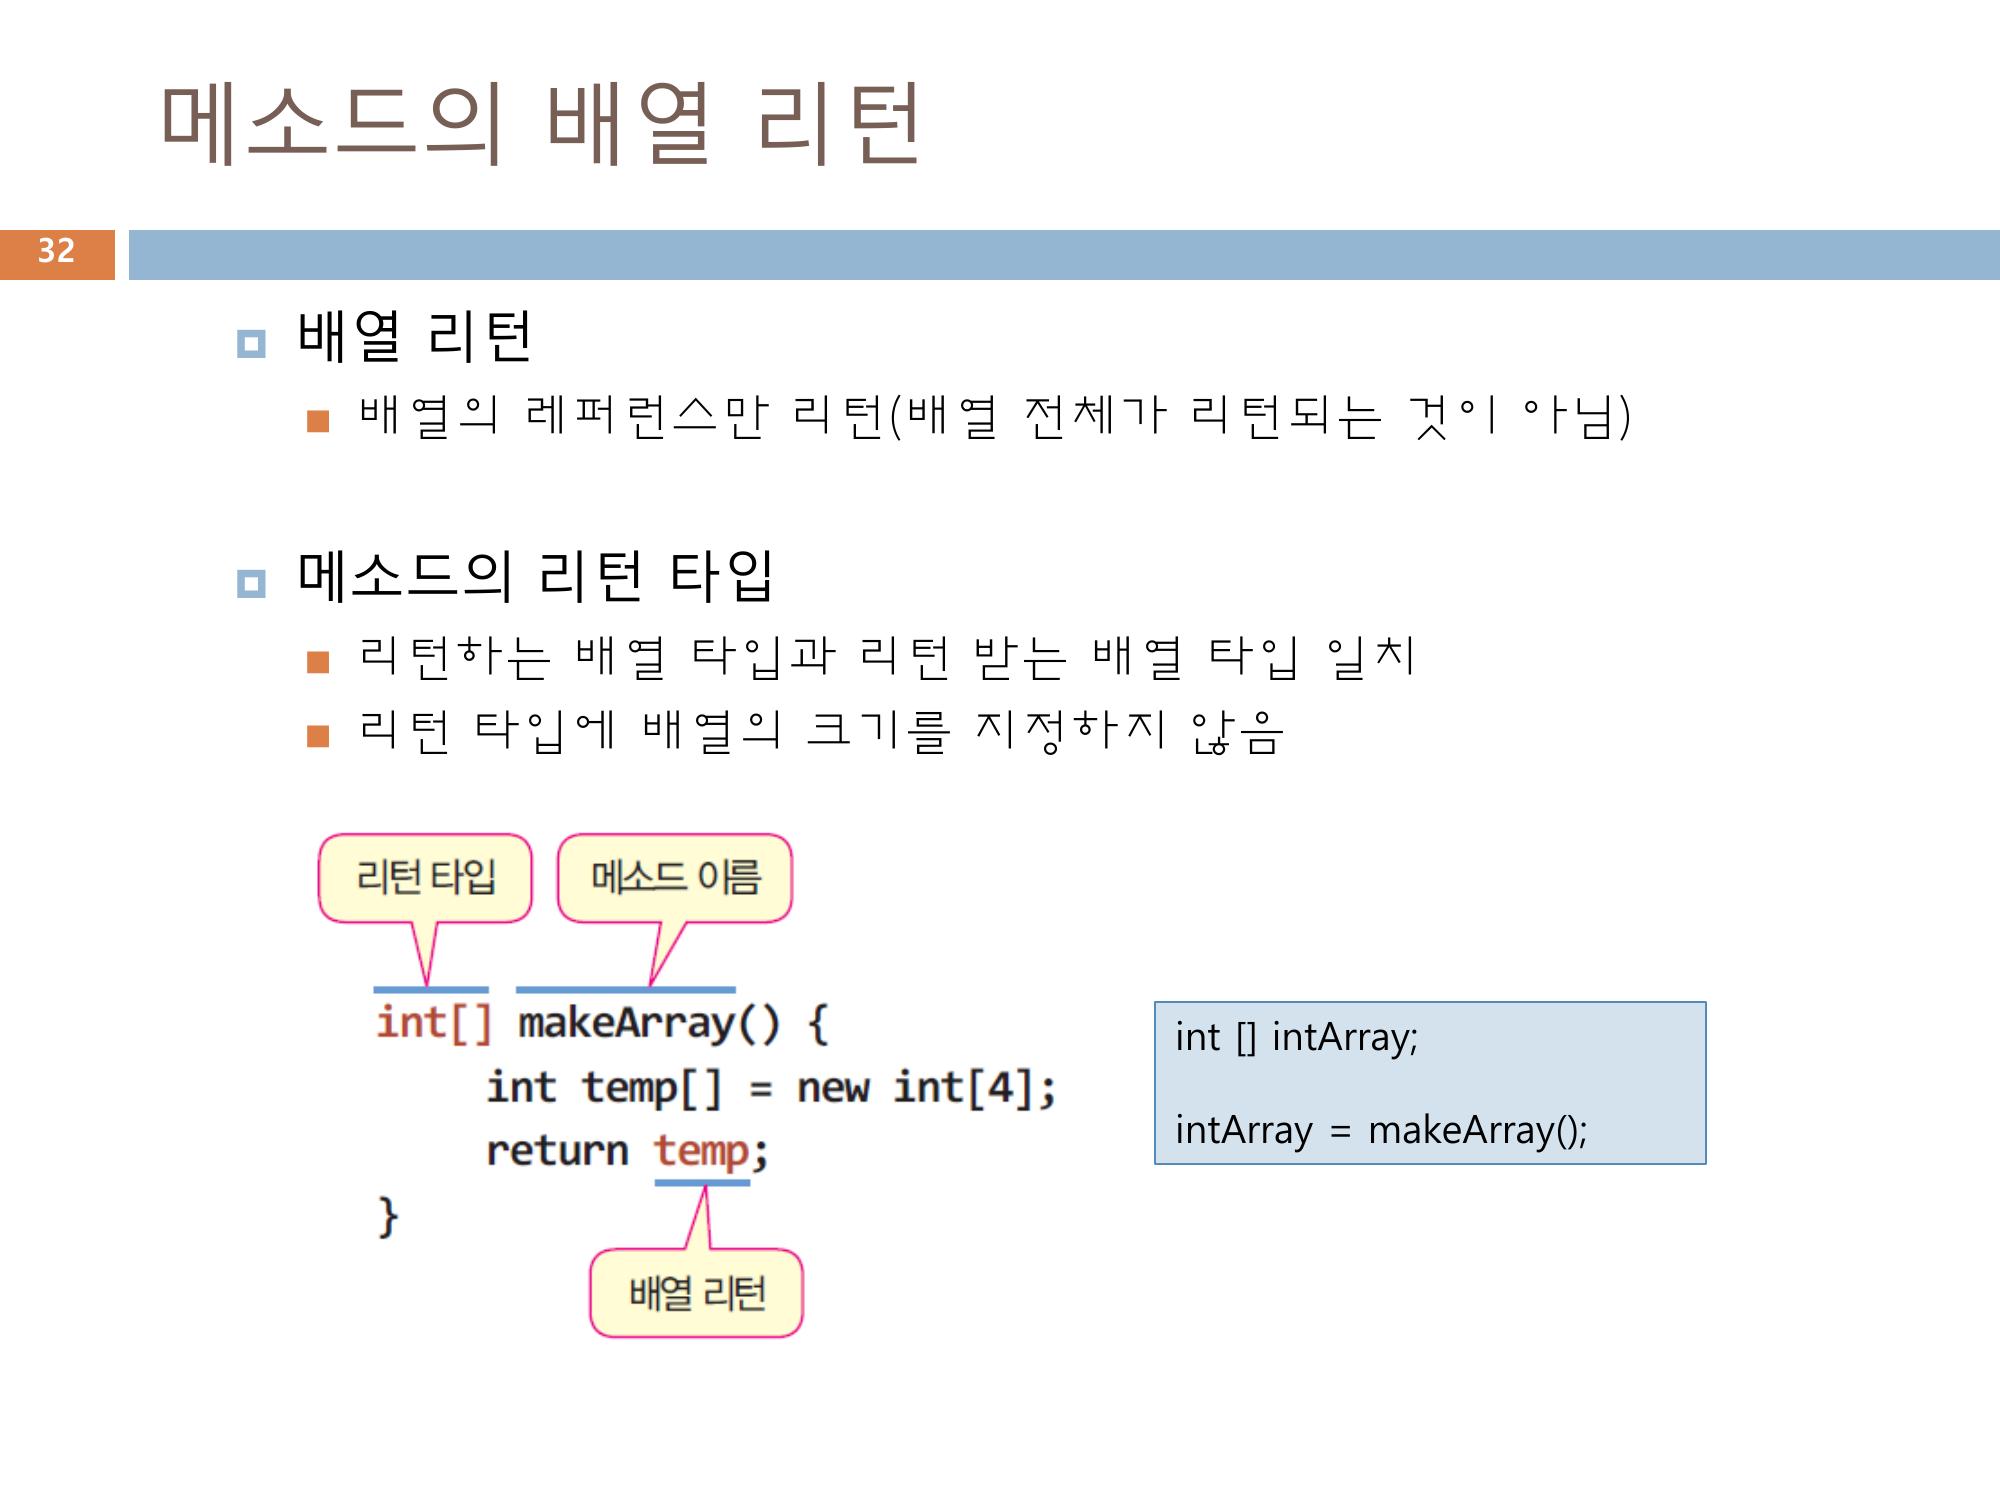 메소드의 배열 리턴
32
배열 리턴
배열의 레퍼런스만 리턴(배열 전체가 리턴되는 것이 아님)
메소드의 리턴 타입
리턴하는 배열 타입과 리턴 받는 배열 타입 일치
리턴 타입에 배열의 크기를 지정하지 않음
리턴 타입
메소드 이름
int[] makeArray() {
int temp[] = new int[4];
return temp;
}
배열 리턴
int [] intArray;
intArray = makeArray();